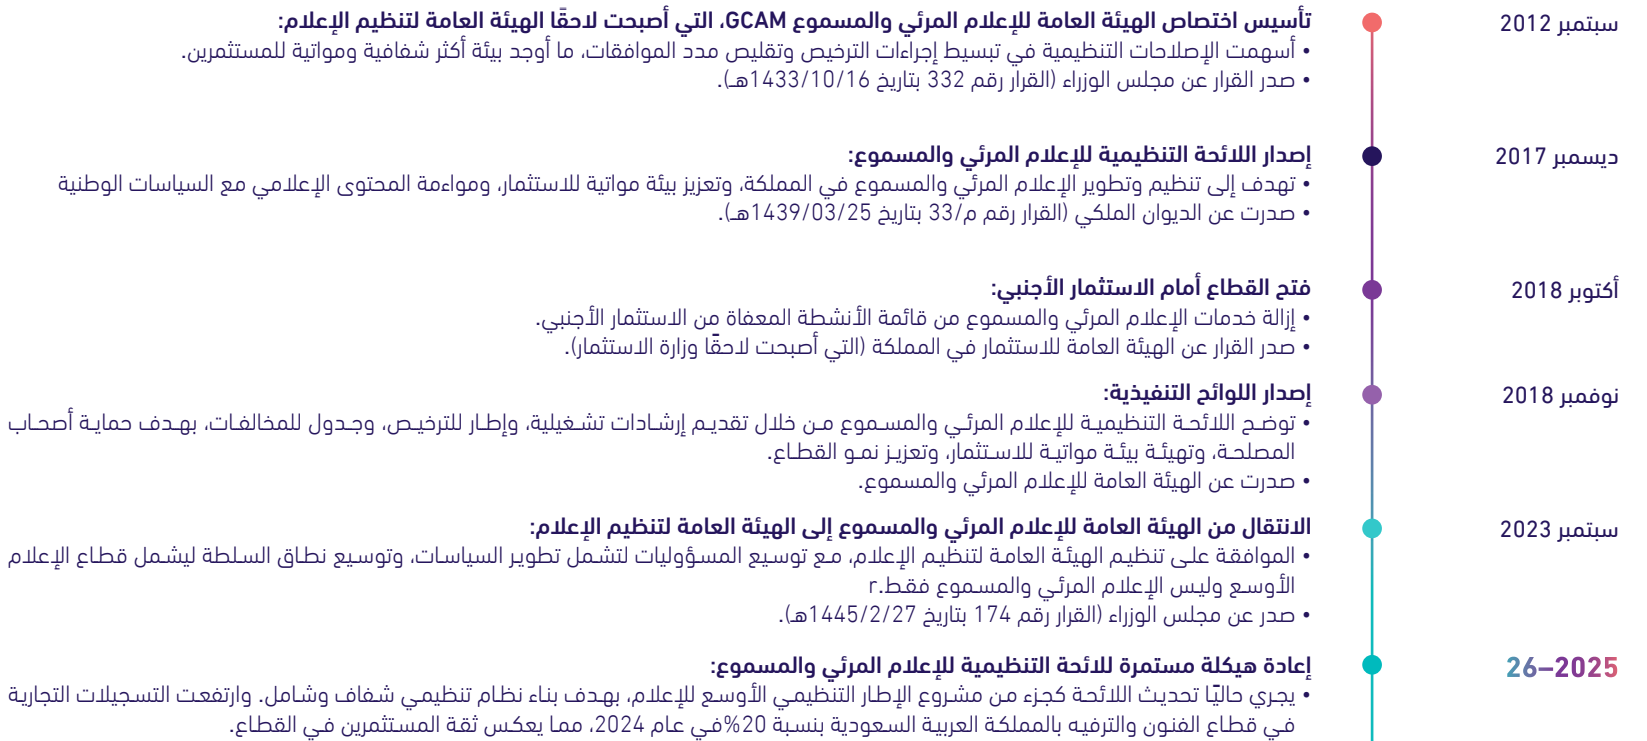 سبتمبر 2012
تأسيس اختصاص الهيئة العامة للإعلام المرئي والمسموع GCAM، التي أصبحت لاحقًا الهيئة العامة لتنظيم الإعلام:
• أسهمت الإصلاحات التنظيمية في تبسيط إجراءات الترخيص وتقليص مدد الموافقات، ما أوجد بيئة أكثر شفافية ومواتية للمستثمرين.
• صدر القرار عن مجلس الوزراء (القرار رقم 332 بتاريخ 1433/10/16هـ).
ديسمبر 2017
إصدار اللائحة التنظيمية للإعلام المرئي والمسموع:
• تهدف إلى تنظيم وتطوير الإعلام المرئي والمسموع في المملكة، وتعزيز بيئة مواتية للاستثمار، ومواءمة المحتوى الإعلامي مع السياسات الوطنية
• صدرت عن الديوان الملكي (القرار رقم م/33 بتاريخ 1439/03/25هـ).
أكتوبر 2018
فتح القطاع أمام الاستثمار الأجنبي:
• إزالة خدمات الإعلام المرئي والمسموع من قائمة الأنشطة المعفاة من الاستثمار الأجنبي.
• صدر القرار عن الهيئة العامة للاستثمار في المملكة (التي أصبحت لاحقًا وزارة الاستثمار).
نوفمبر 2018
إصدار اللوائح التنفيذية:
• توضح اللائحة التنظيمية للإعلام المرئي والمسموع من خلال تقديم إرشادات تشغيلية، وإطار للترخيص، وجدول للمخالفات، بهدف حماية أصحاب
المصلحة، وتهيئة بيئة مواتية للاستثمار، وتعزيز نمو القطاع.
• صدرت عن الهيئة العامة للإعلام المرئي والمسموع.
سبتمبر 2023
الانتقال من الهيئة العامة للإعلام المرئي والمسموع إلى الهيئة العامة لتنظيم الإعلام:
• الموافقة على تنظيم الهيئة العامة لتنظيم الإعلام، مع توسيع المسؤوليات لتشمل تطوير السياسات، وتوسيع نطاق السلطة ليشمل قطاع الإعلام
الأوسع وليس الإعلام المرئي والمسموع فقط.r
• صدر عن مجلس الوزراء (القرار رقم 174 بتاريخ 1445/2/27هـ).
2025–26
إعادة هيكلة مستمرة للائحة التنظيمية للإعلام المرئي والمسموع:
• يجري حاليًا تحديث اللائحة كجزء من مشروع الإطار التنظيمي الأوسع للإعلام، بهدف بناء نظام تنظيمي شفاف وشامل. وارتفعت التسجيلات التجارية
في قطاع الفنون والترفيه بالمملكة العربية السعودية بنسبة 20%في عام 2024، مما يعكس ثقة المستثمرين في القطاع.